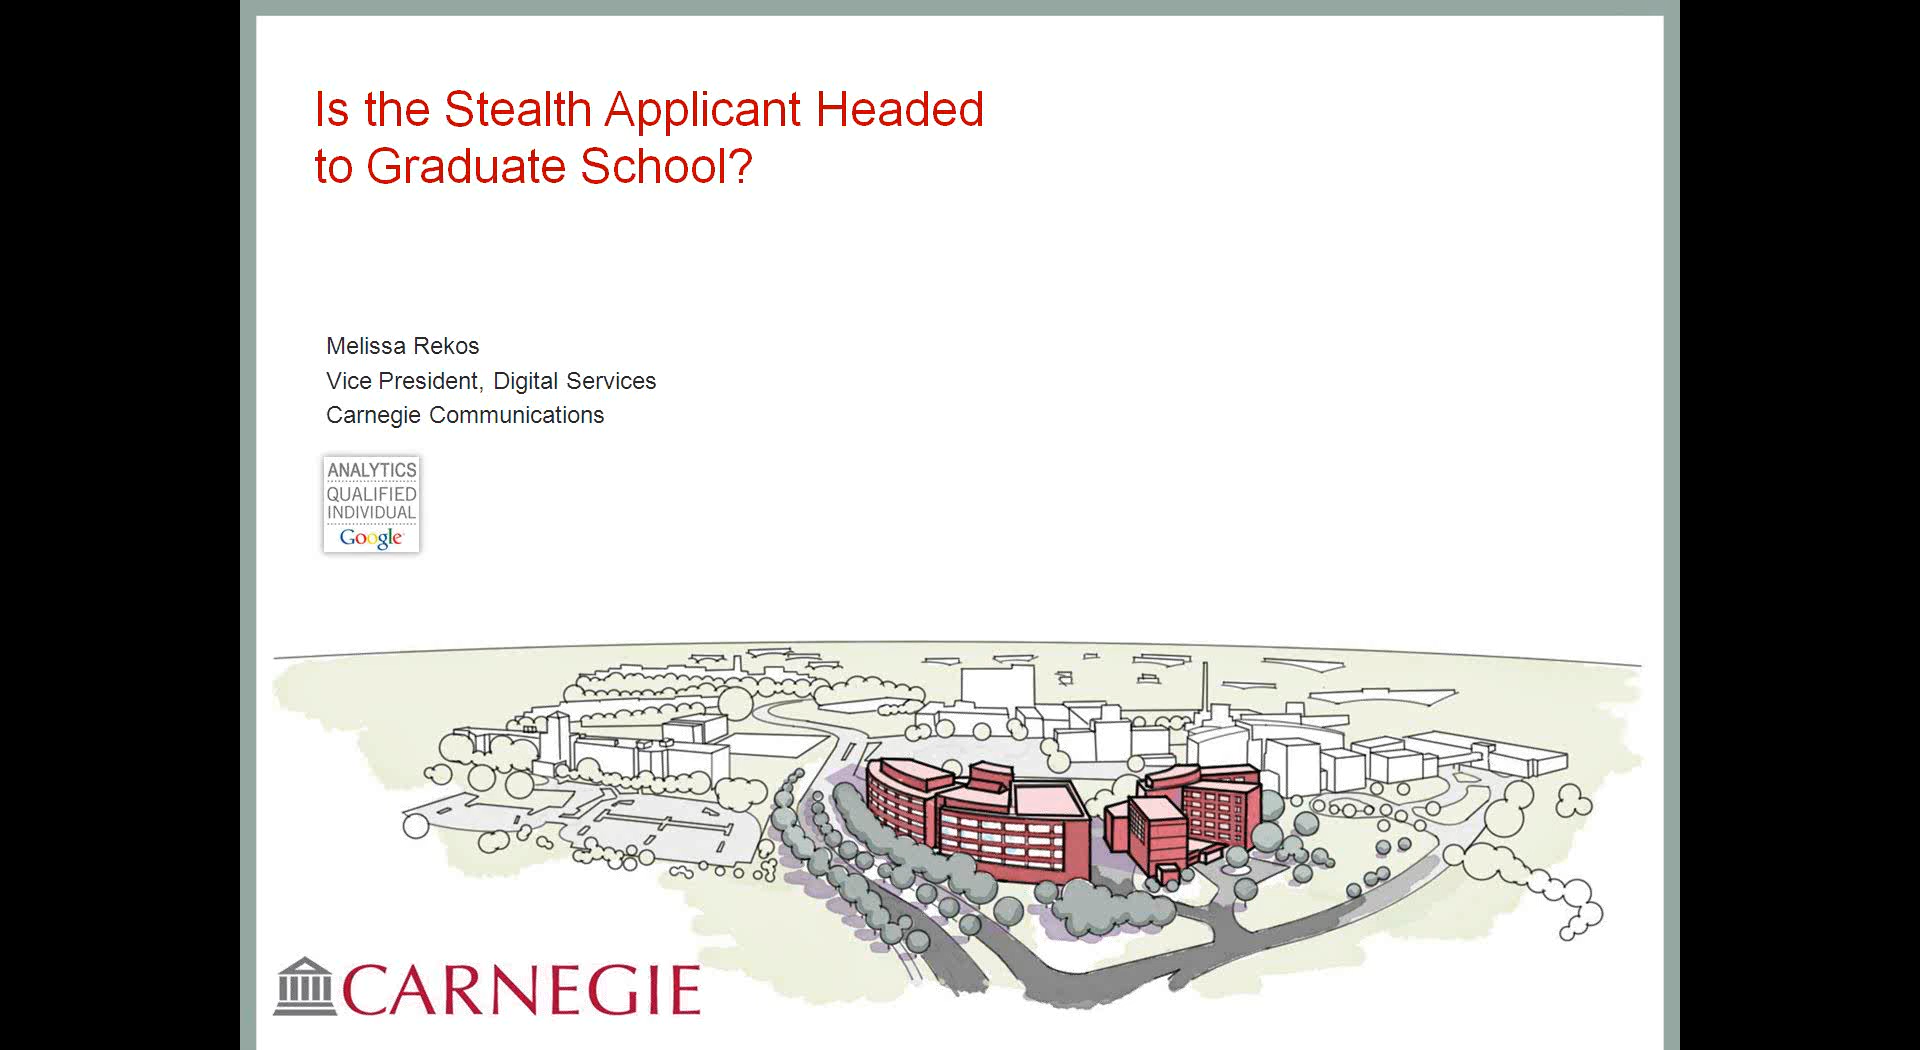 Is the Stealth Applicant Headed
to Graduate School?
Melissa Rekos
Vice President, Digital Services
Carnegie Communications
ANALYTICS
QUALIFIED
INDIVIDUAL
Google
CARNEGIE